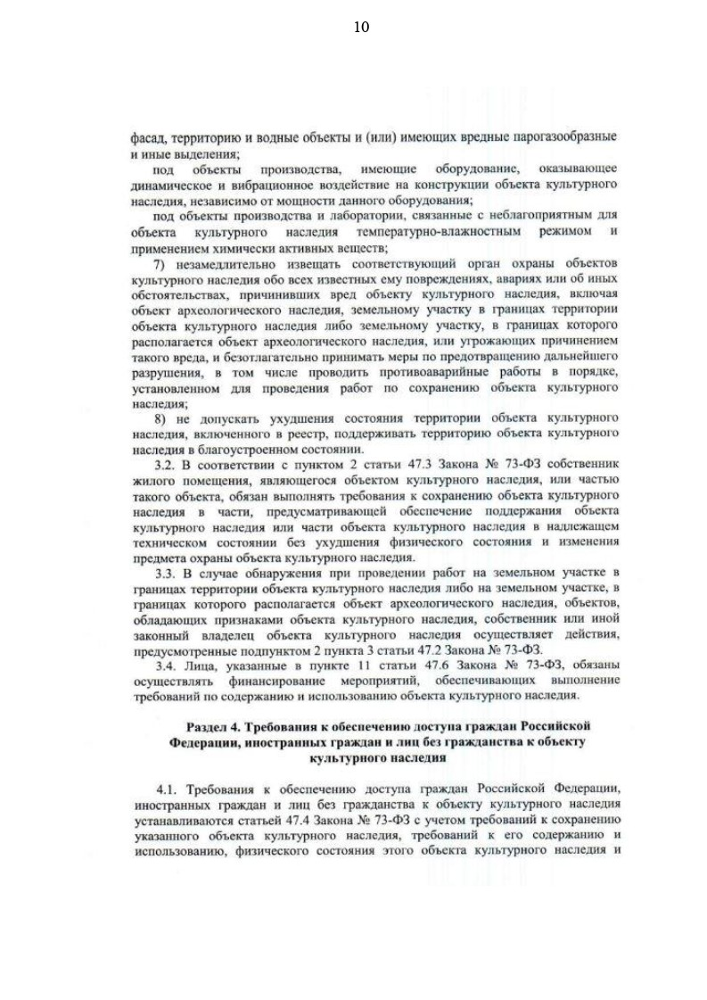 10
фасад, территорию и водные объекты и (или) имеющих вредные парогазообразные
и иные выделения;
под объекты производства, имеющие оборудование, оказывающее
динамическое и вибрационное воздействие на конструкции объекта культурного
наследия, независимо от мощности данного оборудования;
под объекты производства и лаборатории, связанные с неблагоприятным для
объекта культурного наследия температурно-влажностным режимом и
применением химически активных веществ;
7) незамедлительно извещать соответствующий орган охраны объектов
культурного наследия обо всех известных ему повреждениях, авариях или об иных
обстоятельствах, причинивших вред объекту культурного наследия, включая
объект археологического наследия, земельному участку в границах территории
объекта культурного наследия либо земельному участку, в границах которого
располагается объект археологического наследия, или угрожающих причинением
такого вреда, и безотлагательно принимать меры по предотвращению дальнейшего
разрушения, в том числе проводить противоаварийные работы в порядке,
установленном для проведения работ по сохранению объекта культурного
наследия;
8) не допускать ухудшения состояния территории объекта культурного
наследия, включенного в реестр, поддерживать территорию объекта культурного
наследия в благоустроенном состоянии.
3.2. В соответствии с пунктом 2 статьи 47.3 Закона № 73-ФЗ собственник
жилого помещения, являющегося объектом культурного наследия, или частью
такого объекта, обязан выполнять требования к сохранению объекта культурного
наследия в части, предусматривающей обеспечение поддержания объекта
культурного наследия или части объекта культурного наследия в надлежащем
техническом состоянии без ухудшения физического состояния и изменения
предмета охраны объекта культурного наследия.
3.3. В случае обнаружения при проведении работ на земельном участке в
границах территории объекта культурного наследия либо на земельном участке, в
границах которого располагается объект археологического наследия, объектов,
обладающих признаками объекта культурного наследия, собственник или иной
законный владелец объекта культурного наследия осуществляет действия,
предусмотренные подпунктом 2 пункта 3 статьи 47.2 Закона № 73-ФЗ.
3.4. Лица, указанные в пункте 11 статьи 47.6 Закона № 73-ФЗ, обязаны
осуществлять финансирование мероприятий, обеспечивающих выполнение
требований по содержанию и использованию объекта культурного наследия.
Раздел 4. Требования к обеспечению доступа граждан Российской
Федерации, иностранных граждан и лиц без гражданства к объекту
культурного наследия
4.1. Требования к обеспечению доступа граждан Российской Федерации,
иностранных граждан и лиц без гражданства к объекту культурного наследия
устанавливаются статьей 47.4 Закона № 73-ФЗ с учетом требований к сохранению
указанного объекта культурного наследия, требований к его содержанию и
использованию, физического состояния этого объекта культурного наследия и